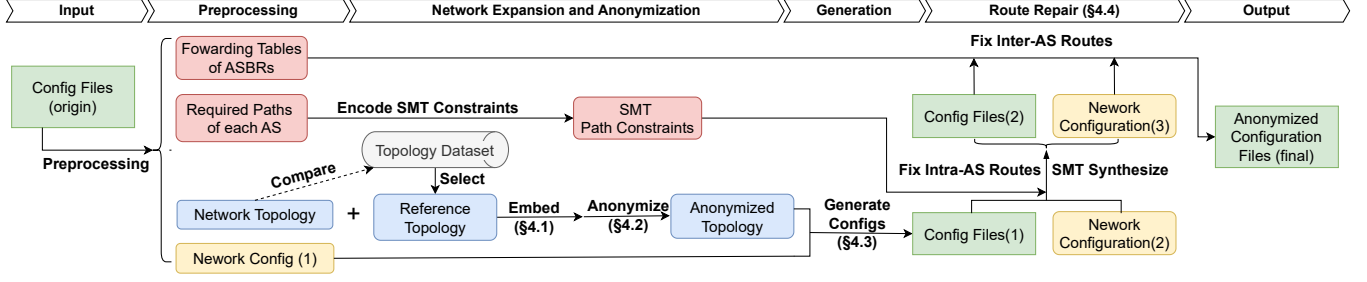 Input
Preprocessing
Network Expansion and Anonymization
Generation
Route Repair (§4.4)
Output
Config Files
(origin)
Preprocessing
Fowarding Tables
of ASBRs
Required Paths
of each AS
Encode SMT Constraints
SMT
Path Constraints
Topology Dataset
Compare
Select
Network Topology
+
Reference
Topology
Embed
(§4.1)
Anonymize
(§4.2)
Anonymized
Topology
Nework Config (1)
Generate
Configs
(§4.3)
Fix Inter-AS Routes
Config Files(2)
Nework
Configuration(3)
Fix Intra-AS Routes
SMT Synthesize
Config Files(1)
Nework
Configuration(2)
Anonymized
Configuration
Files (final)